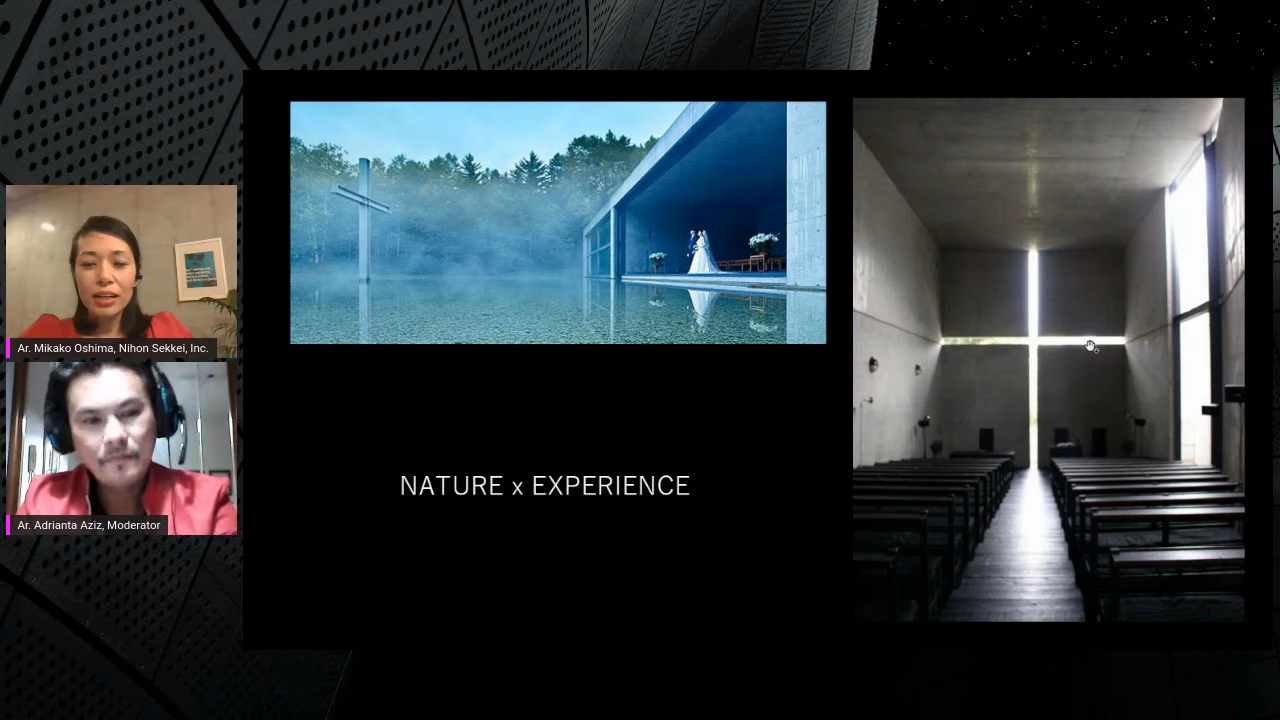 Ar. Mikako Oshima, Nihon Sekkei, Inc.
Ar. Adrianta Aziz, Moderator
NATURE x EXPERIENCE